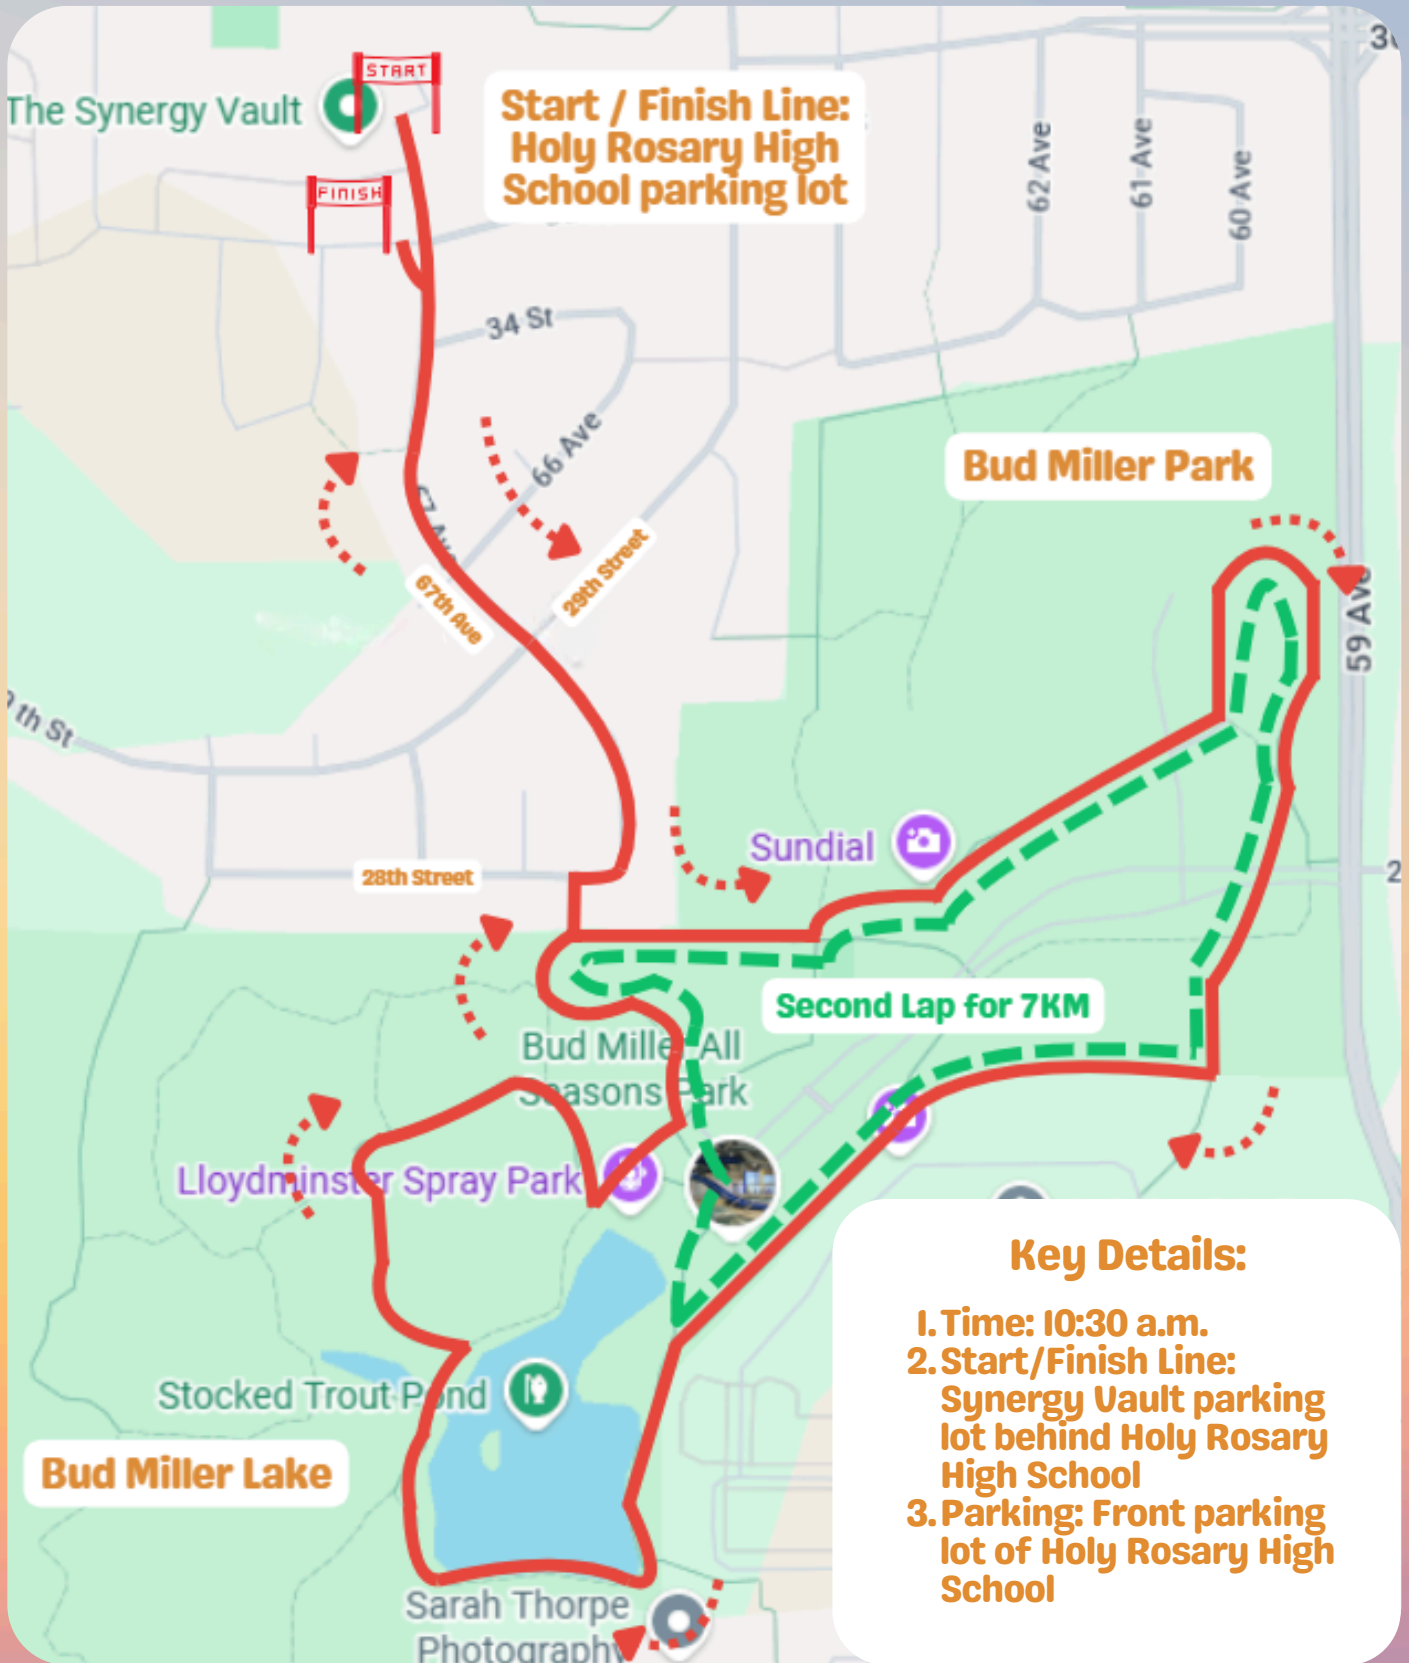 START
The Synergy Vault
FINISH
Start / Finish Line:
Holy Rosary High
School parking lot
62 Ave
61 Ave
60 Ave
34 St
66 Ave
67 Ave
67th Ave
29th Street
Bud Miller Park
59 Ave
th St
28th Street
Sundial
Second Lap for 7KM
Bud Miller All
Seasons Park
Lloydminster Spray Park
Stocked Trout Pond
Bud Miller Lake
Sarah Thorpe
Photography
Key Details:
1. Time: 10:30 a.m.
2. Start/Finish Line:
Synergy Vault parking
lot behind Holy Rosary
High School
3. Parking: Front parking
lot of Holy Rosary High
School